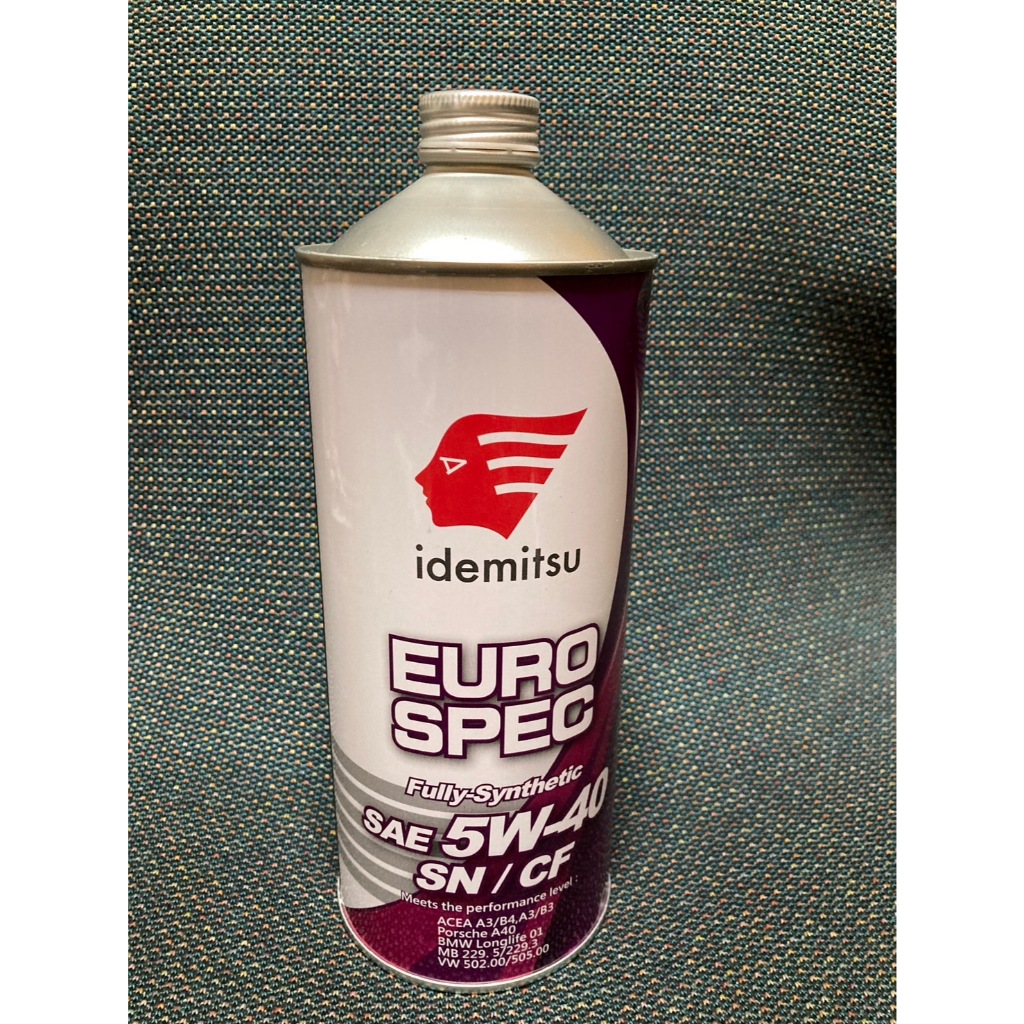 idemitsu
EURO
SPEC
Fully-Synthetic
SAE 5W-40
SN / CF
Meets the performance level :
ACEA A3/B4,A3/B3
Porsche A40
BMW Longlife 01
MB 229. 5/229.3
VW 502.00/505.00